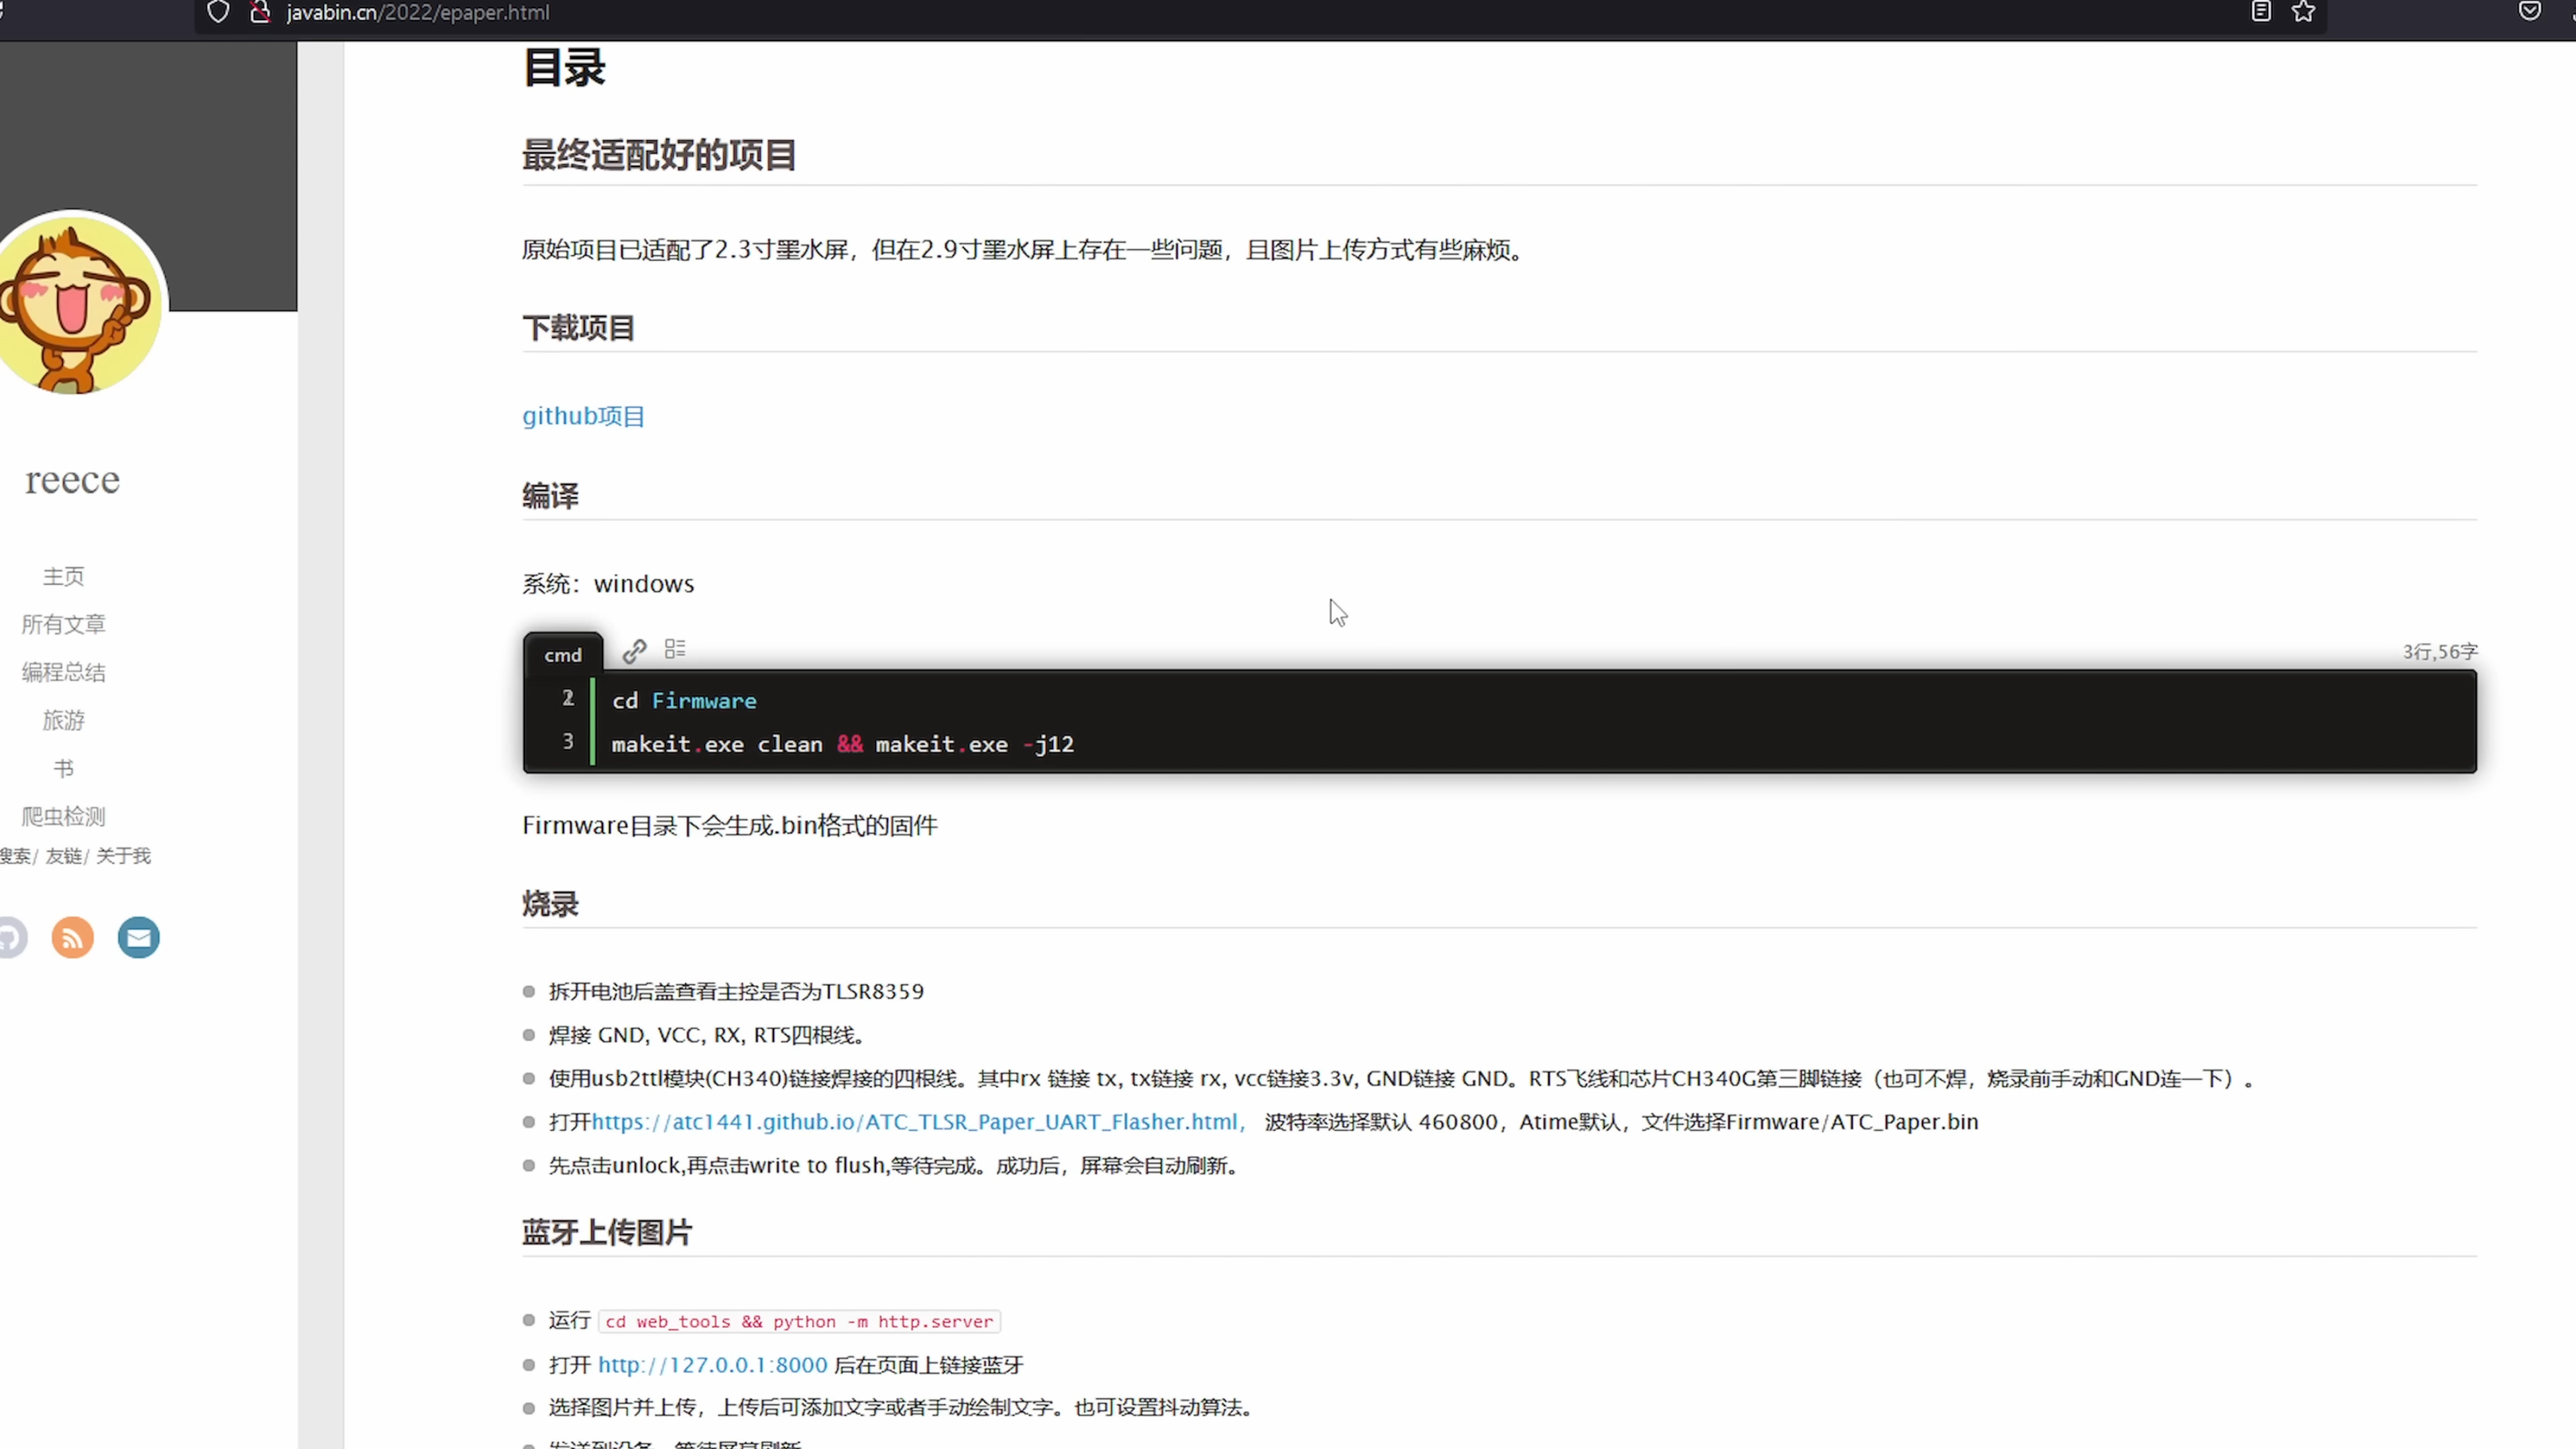 javabin.cn/2022/epaper.html
目录
最终适配好的项目
原始项目已适配了2.3寸墨水屏，但在2.9寸墨水屏上存在一些问题，且图片上传方式有些麻烦。
下载项目
github项目
编译
系统：windows
cmd
3行,56字
2 cd Firmware
3 makeit.exe clean && makeit.exe -j12
Firmware目录下会生成.bin格式的固件
烧录
拆开电池后盖查看主控是否为TLSR8359
焊接 GND, VCC, RX, RTS四根线。
使用usb2ttl模块(CH340)链接焊接的四根线。其中rx 链接 tx, tx链接 rx, vcc链接3.3v, GND链接 GND。RTS飞线和芯片CH340G第三脚链接（也可不焊，烧录前手动和GND连一下）。
打开https://atc1441.github.io/ATC_TLSR_Paper_UART_Flasher.html， 波特率选择默认 460800，Atime默认，文件选择Firmware/ATC_Paper.bin
先点击unlock,再点击write to flush,等待完成。成功后，屏幕会自动刷新。
蓝牙上传图片
运行 cd web_tools && python -m http.server
打开 http://127.0.0.1:8000 后在页面上链接蓝牙
选择图片并上传，上传后可添加文字或者手动绘制文字。也可设置抖动算法。
reece
主页
所有文章
编程总结
旅游
书
爬虫检测
搜索/ 友链/ 关于我